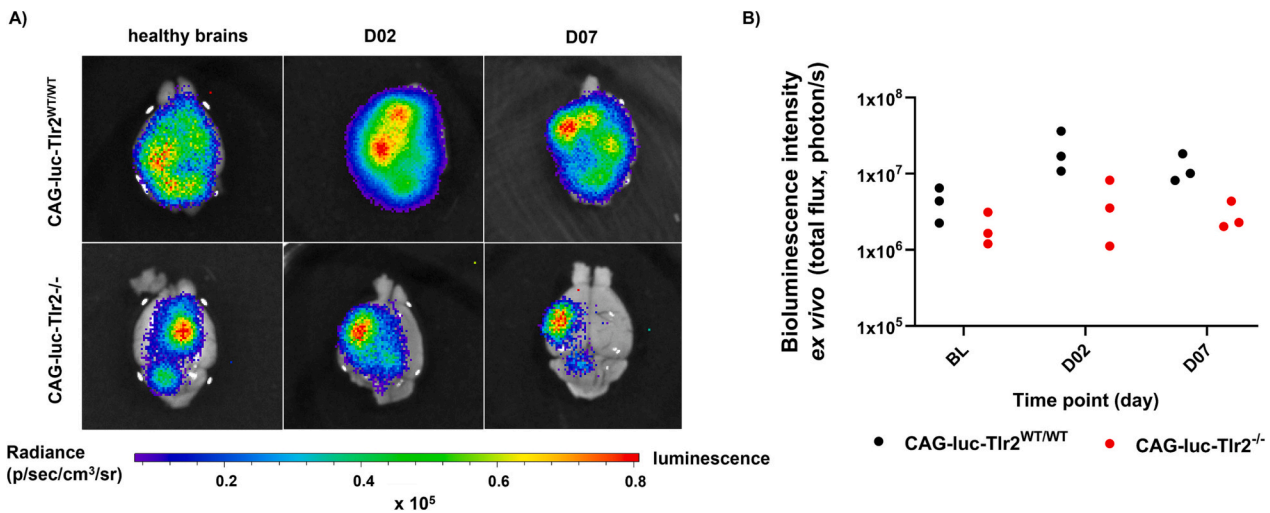 A)
healthy brains D02 D07
CAG-luc-Tlr2WT/WT
CAG-luc-Tlr2-/-
Radiance
(p/sec/cm³/sr)
0.2 0.4 0.6 0.8
luminescence
x 10⁵
B)
Bioluminescence intensity
ex vivo (total flux, photon/s)
1x10⁸
1x10⁷
1x10⁶
1x10⁵
BL D02 D07
Time point (day)
CAG-luc-Tlr2WT/WT CAG-luc-Tlr2-/-